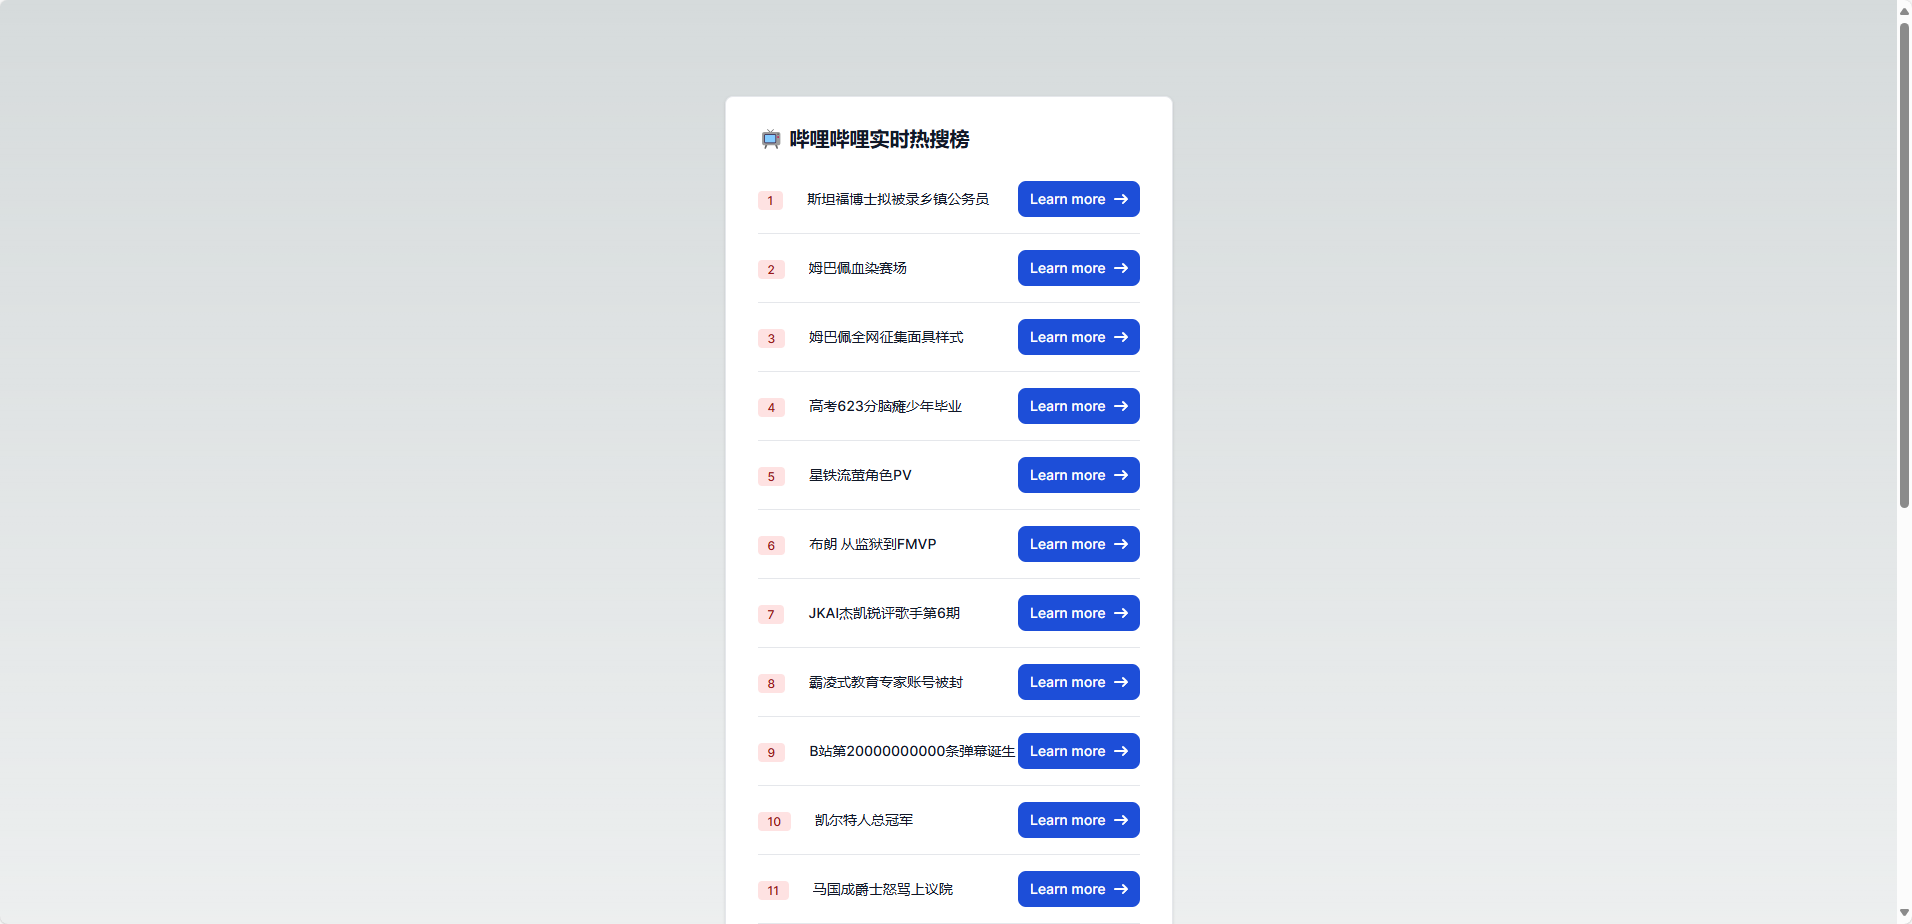 哔哩哔哩实时热搜榜
1 斯坦福博士拟被录乡镇公务员 Learn more →
2 姆巴佩血染赛场 Learn more →
3 姆巴佩全网征集面具样式 Learn more →
4 高考623分脑瘫少年毕业 Learn more →
5 星铁流萤角色PV Learn more →
6 布朗 从监狱到FMVP Learn more →
7 JKAI杰凯锐评歌手第6期 Learn more →
8 霸凌式教育专家账号被封 Learn more →
9 B站第20000000000条弹幕诞生 Learn more →
10 凯尔特人总冠军 Learn more →
11 马国成爵士怒骂上议院 Learn more →